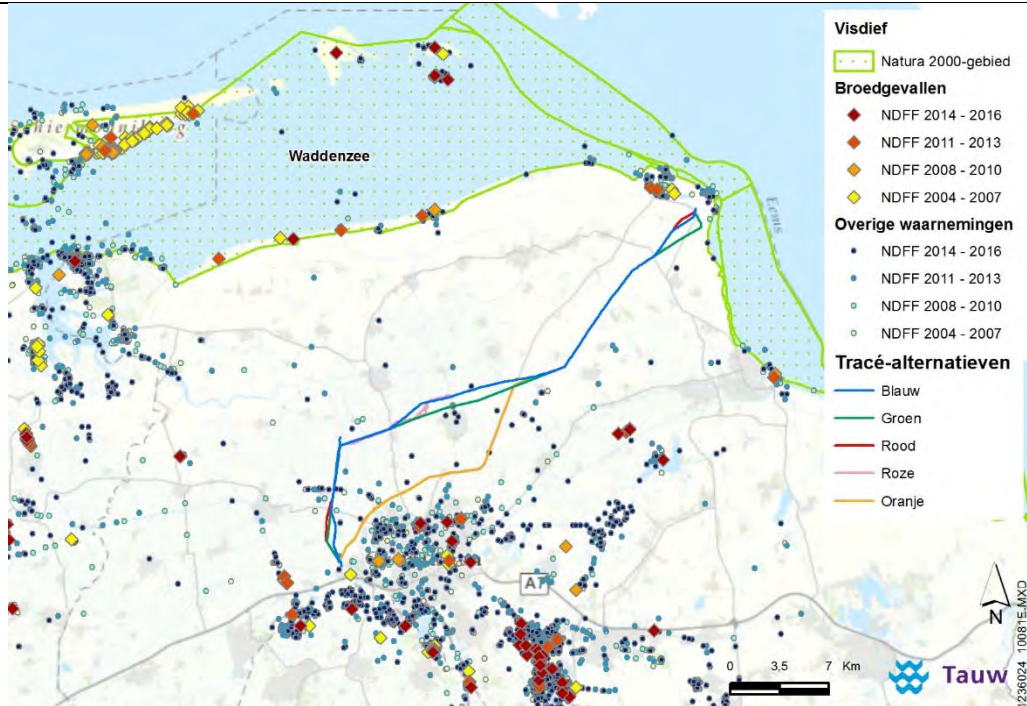 Visdief
Natura 2000-gebied
Broedgevallen
NDFF 2014 - 2016
NDFF 2011 - 2013
NDFF 2008 - 2010
NDFF 2004 - 2007
Overige waarnemingen
NDFF 2014 - 2016
NDFF 2011 - 2013
NDFF 2008 - 2010
NDFF 2004 - 2007
Tracé-alternatieven
Blauw
Groen
Rood
Roze
Oranje
Waddenzee
Eems
A7
N
0 3,5 7 Km
Tauw
1236024_10081E.MXD